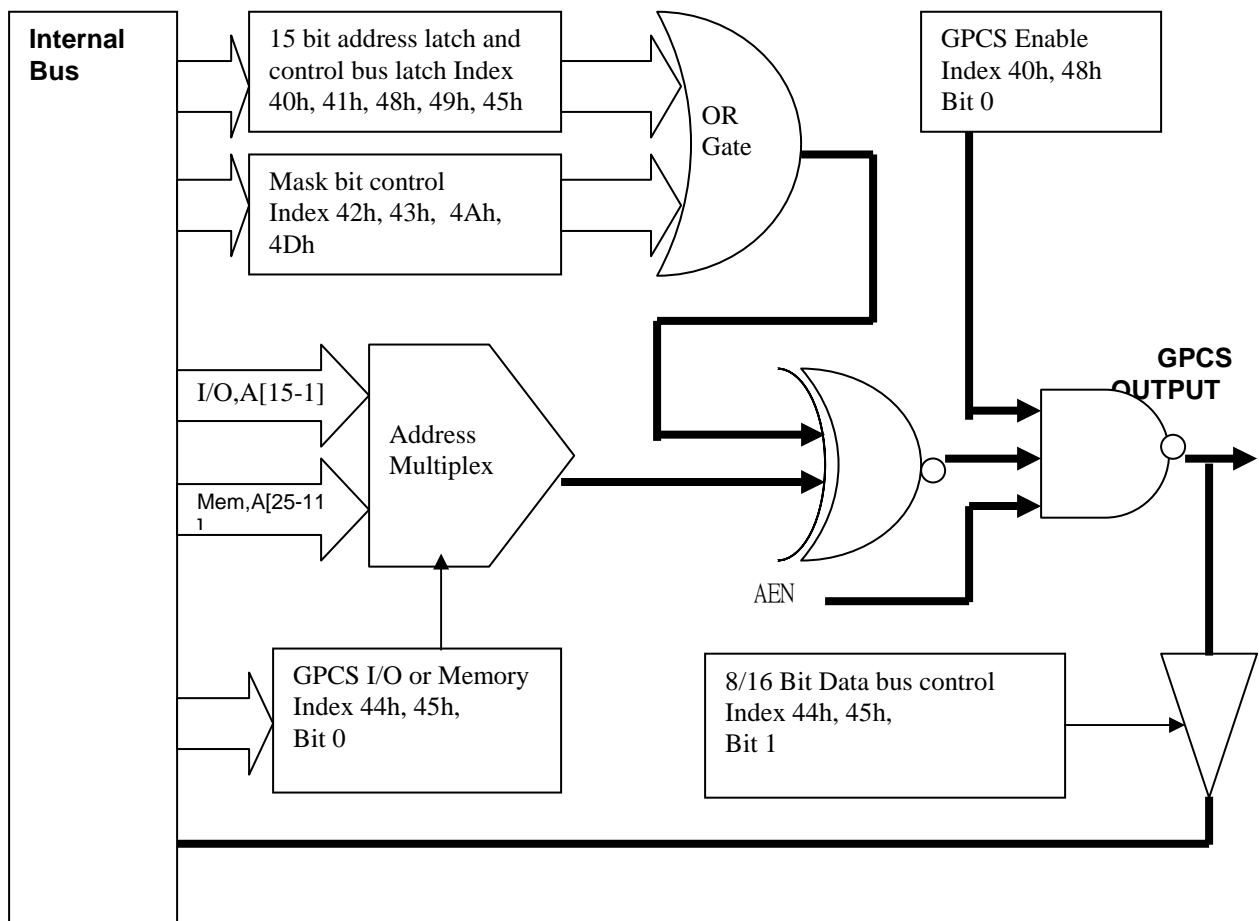 Internal
Bus
15 bit address latch and
control bus latch Index
40h, 41h, 48h, 49h, 45h
Mask bit control
Index 42h, 43h,  4Ah,
4Dh
OR
Gate
GPCS Enable
Index 40h, 48h
Bit 0
I/O,A[15-1]
Mem,A[25-11
]
Address
Multiplex
GPCS
OUTPUT
AEN
GPCS I/O or Memory
Index 44h, 45h,
Bit 0
8/16 Bit Data bus control
Index 44h, 45h,
Bit 1